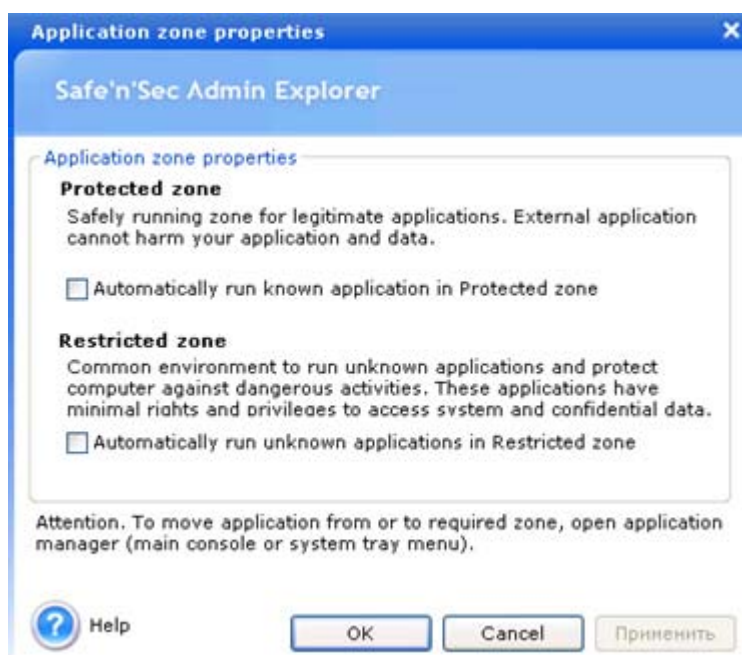 Application zone properties
Safe'n'Sec Admin Explorer
Application zone properties
Protected zone
Safely running zone for legitimate applications. External application
cannot harm your application and data.
Automatically run known application in Protected zone
Restricted zone
Common environment to run unknown applications and protect
computer against dangerous activities. These applications have
minimal rights and privileges to access system and confidential data.
Automatically run unknown applications in Restricted zone
Attention. To move application from or to required zone, open application
manager (main console or system tray menu).
? Help
OK
Cancel
Применить